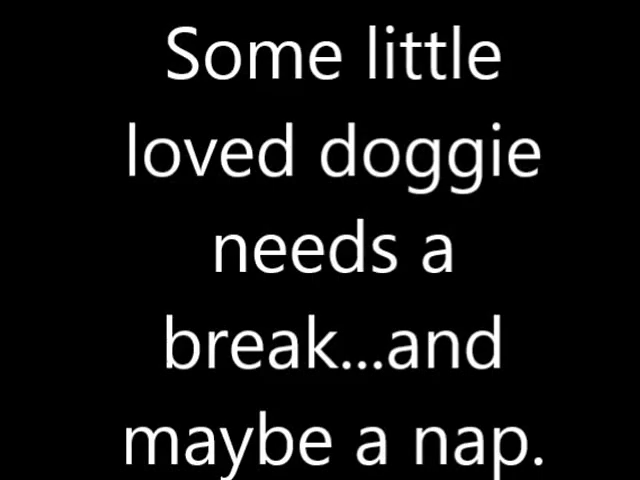 Some little
loved doggie
needs a
break...and
maybe a nap.